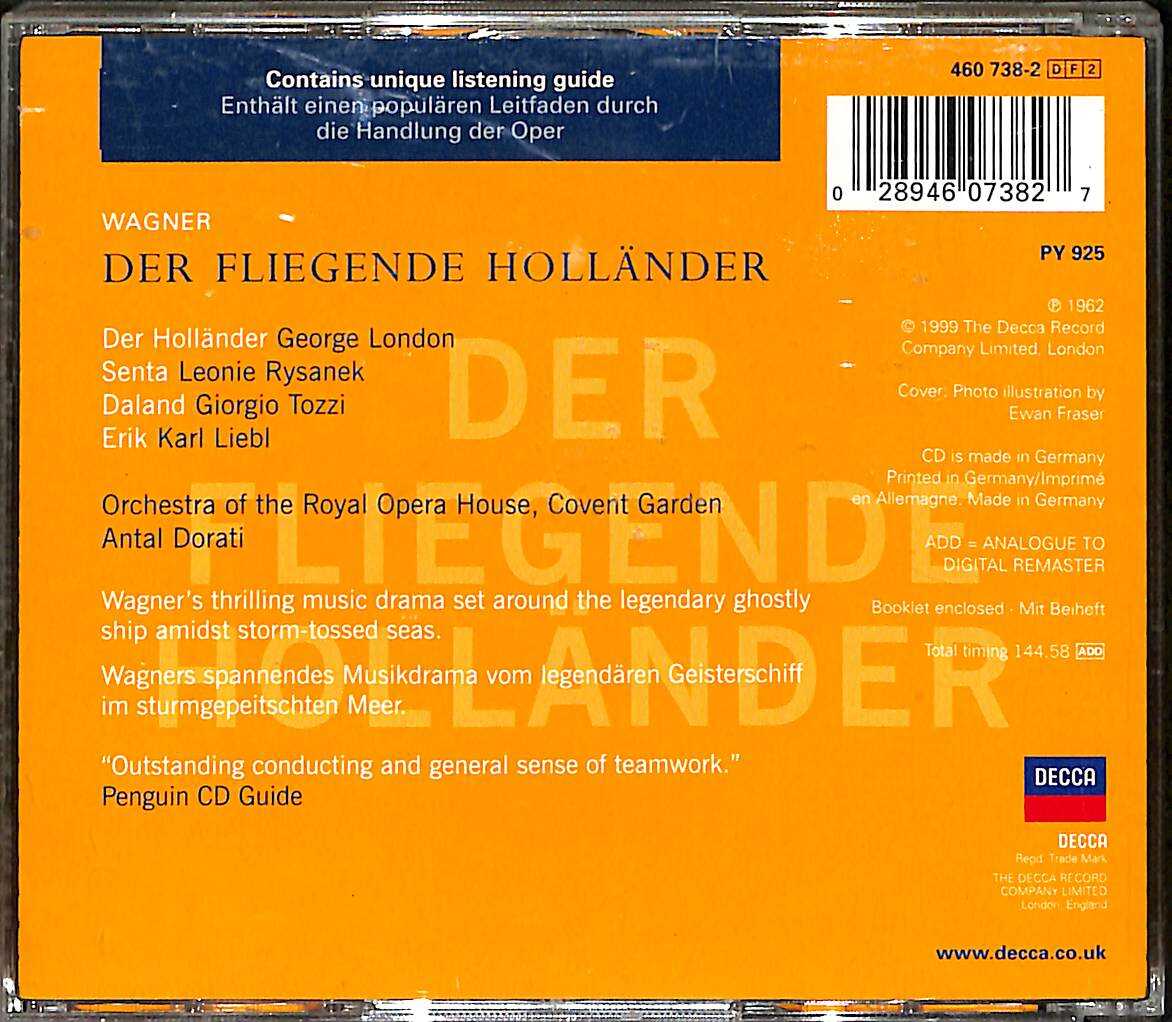 Contains unique listening guide
Enthält einen populären Leitfaden durch
die Handlung der Oper
460 738-2 DF2
0 28946 07382 7
PY 925
WAGNER
DER FLIEGENDE HOLLÄNDER
Der Holländer George London
Senta Leonie Rysanek
Daland Giorgio Tozzi
Erik Karl Liebl
Orchestra of the Royal Opera House, Covent Garden
Antal Dorati
Wagner's thrilling music drama set around the legendary ghostly
ship amidst storm-tossed seas.
Wagners spannendes Musikdrama vom legendären Geisterschiff
im sturmgepeitschten Meer.
“Outstanding conducting and general sense of teamwork.”
Penguin CD Guide
DER
FLIEGENDE
HOLLÄNDER
℗ 1962
© 1999 The Decca Record
Company Limited, London
Cover: Photo illustration by
Ewan Fraser
CD is made in Germany
Printed in Germany/Imprimé
en Allemagne. Made in Germany
ADD = ANALOGUE TO
DIGITAL REMASTER
Booklet enclosed · Mit Beiheft
Total timing 144.58 ADD
DECCA
DECCA
Regd. Trade Mark
THE DECCA RECORD
COMPANY LIMITED
London, England
www.decca.co.uk